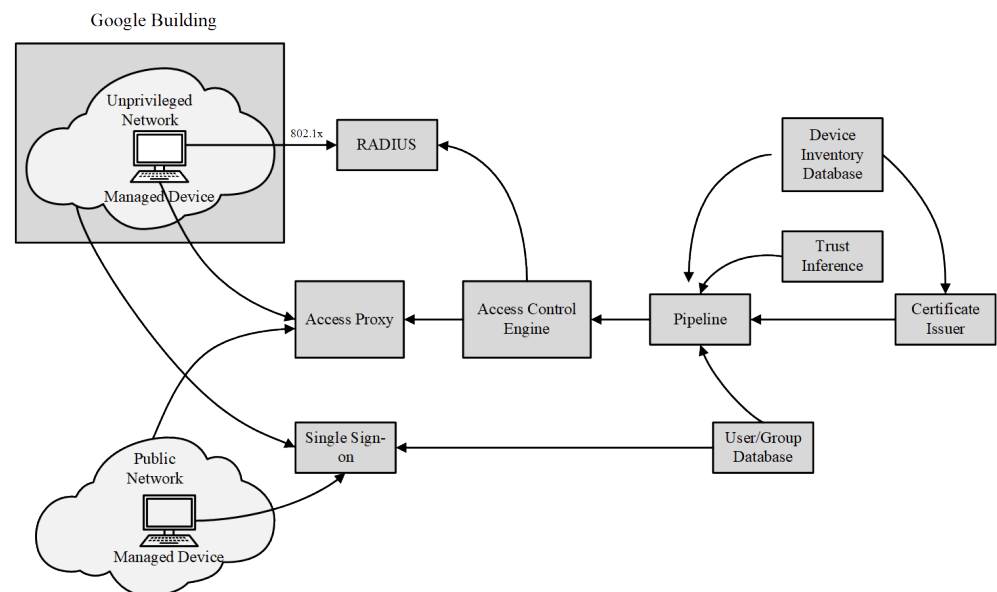 Google Building
Unprivileged
Network
Managed Device
802.1x
RADIUS
Device
Inventory
Database
Trust
Inference
Access Proxy
Access Control
Engine
Pipeline
Certificate
Issuer
Single Sign-
on
User/Group
Database
Public
Network
Managed Device